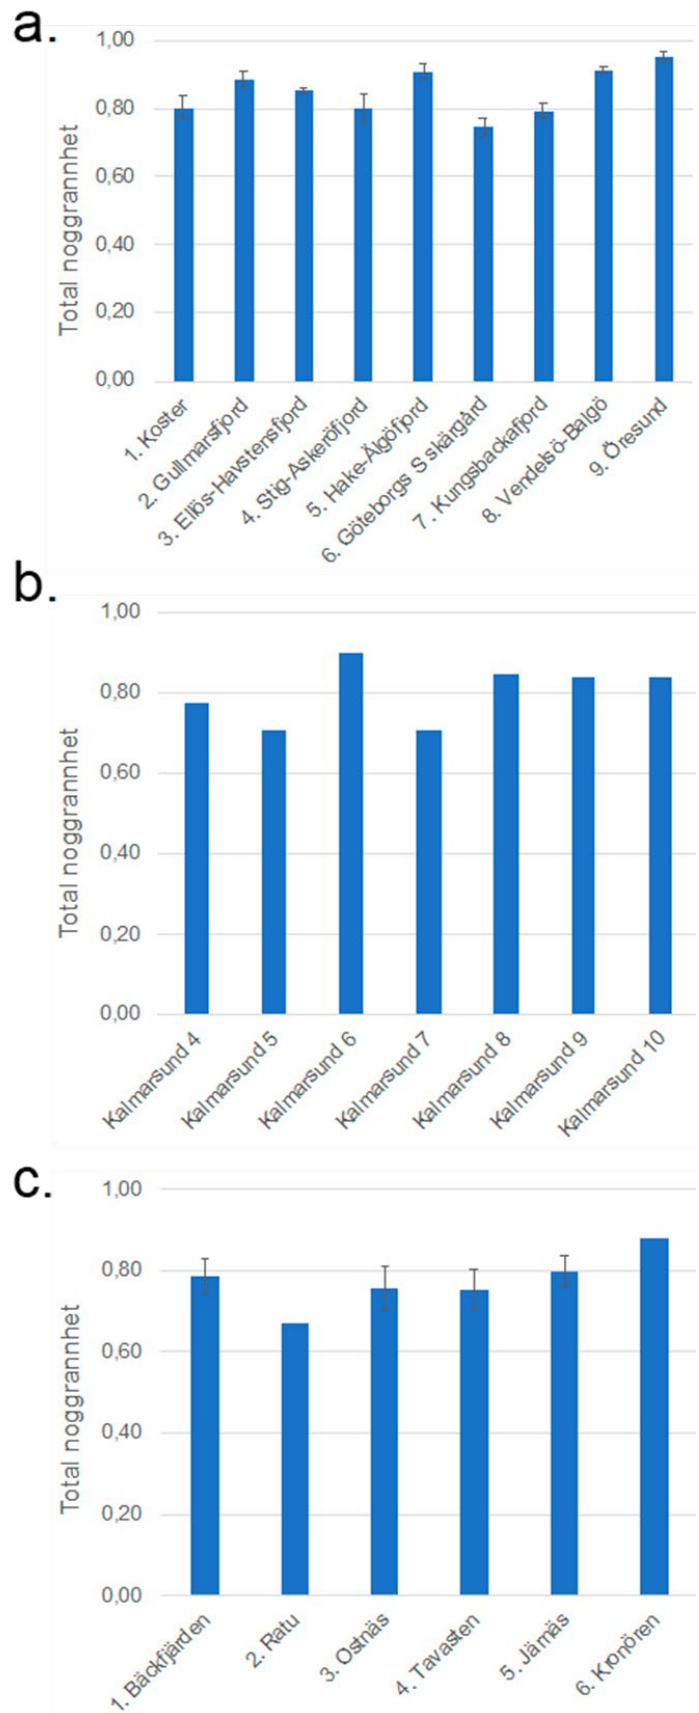 a.
Total noggrannhet
1,00
0,80
0,60
0,40
0,20
0,00
1. Koster
2. Gullmarsfjord
3. Ellös-Havstensfjord
4. Stig-Askeröfjord
5. Hake-Älgöfjord
6. Göteborgs S skärgård
7. Kungsbackafjord
8. Vendelsö-Balgö
9. Öresund
b.
Total noggrannhet
1,00
0,80
0,60
0,40
0,20
0,00
Kalmarsund 4
Kalmarsund 5
Kalmarsund 6
Kalmarsund 7
Kalmarsund 8
Kalmarsund 9
Kalmarsund 10
c.
Total noggrannhet
1,00
0,80
0,60
0,40
0,20
0,00
1. Bäckfjärden
2. Ratu
3. Ostnäs
4. Tavasten
5. Järnäs
6. Kronören